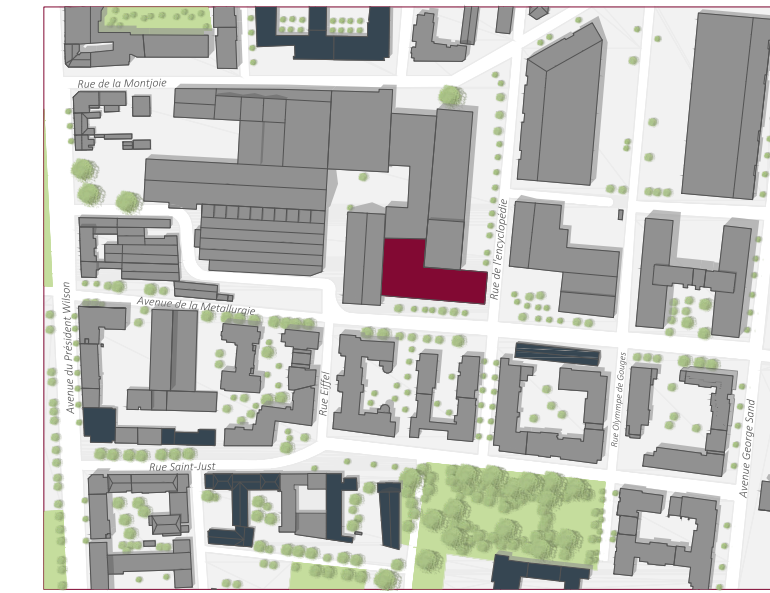 Rue de la Montjoie
Rue de l'encyclopédie
Avenue de la Metallurgie
Avenue du Président Wilson
Rue Eiffel
Rue Olymmpe de Gouges
Avenue George Sand
Rue Saint-Just